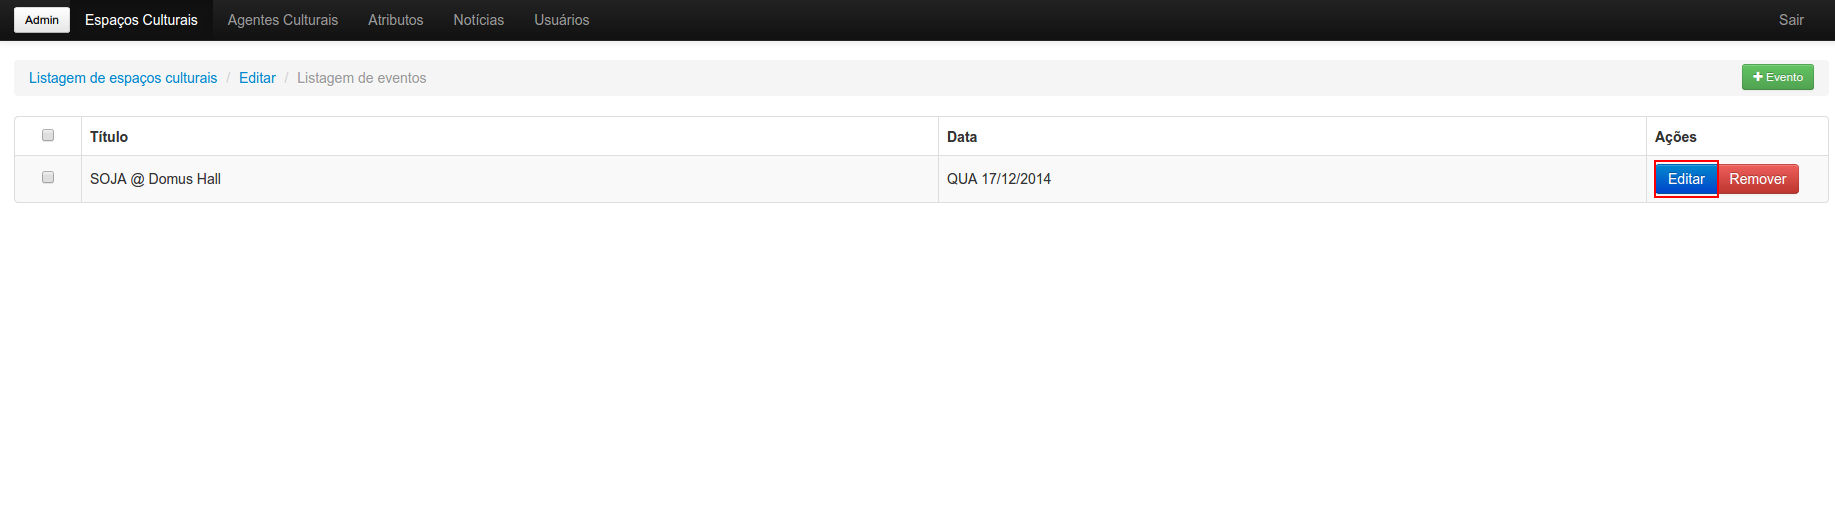 Admin Espaços Culturais Agentes Culturais Atributos Notícias Usuários Sair
Listagem de espaços culturais / Editar / Listagem de eventos + Evento
Título Data Ações
SOJA @ Domus Hall QUA 17/12/2014 Editar Remover